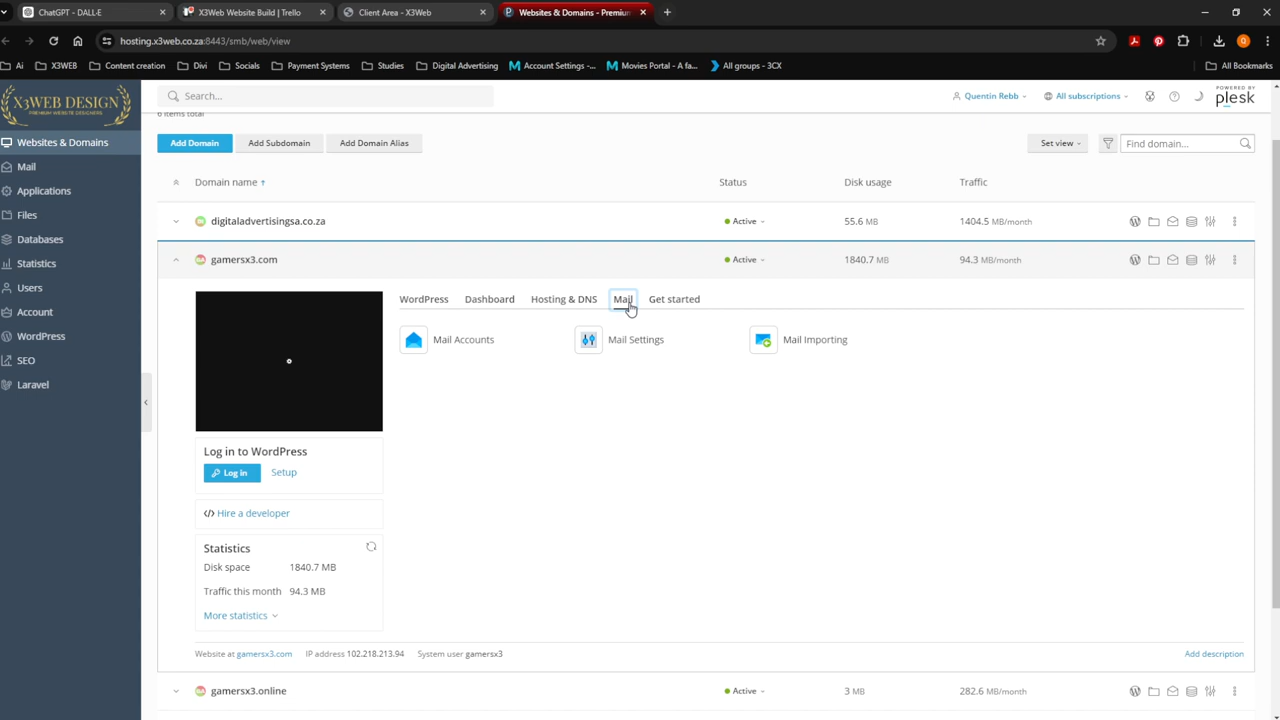 ChatGPT - DALL-E
X3Web Website Build | Trello
Client Area - X3Web
Websites & Domains - Premium
hosting.x3web.co.za:8443/smb/web/view
Ai
X3WEB
Content creation
Divi
Socials
Payment Systems
Studies
Digital Advertising
Account Settings -...
Movies Portal - A fa...
All groups - 3CX
All Bookmarks
X3WEB DESIGN
PREMIUM WEBSITE DESIGNERS
Search...
Quentin Rebb
All subscriptions
POWERED BY
plesk
Websites & Domains
Mail
Applications
Files
Databases
Statistics
Users
Account
WordPress
SEO
Laravel
6 items total
Add Domain
Add Subdomain
Add Domain Alias
Set view
Find domain...
Domain name ↑ Status Disk usage Traffic
digitaladvertisingsa.co.za Active 55.6 MB 1404.5 MB/month
gamersx3.com Active 1840.7 MB 94.3 MB/month
WordPress Dashboard Hosting & DNS Mail Get started
Mail Accounts Mail Settings Mail Importing
Log in to WordPress
Log in Setup
</> Hire a developer
Statistics
Disk space 1840.7 MB
Traffic this month 94.3 MB
More statistics
Website at gamersx3.com IP address 102.218.213.94 System user gamersx3
Add description
gamersx3.online Active 3 MB 282.6 MB/month